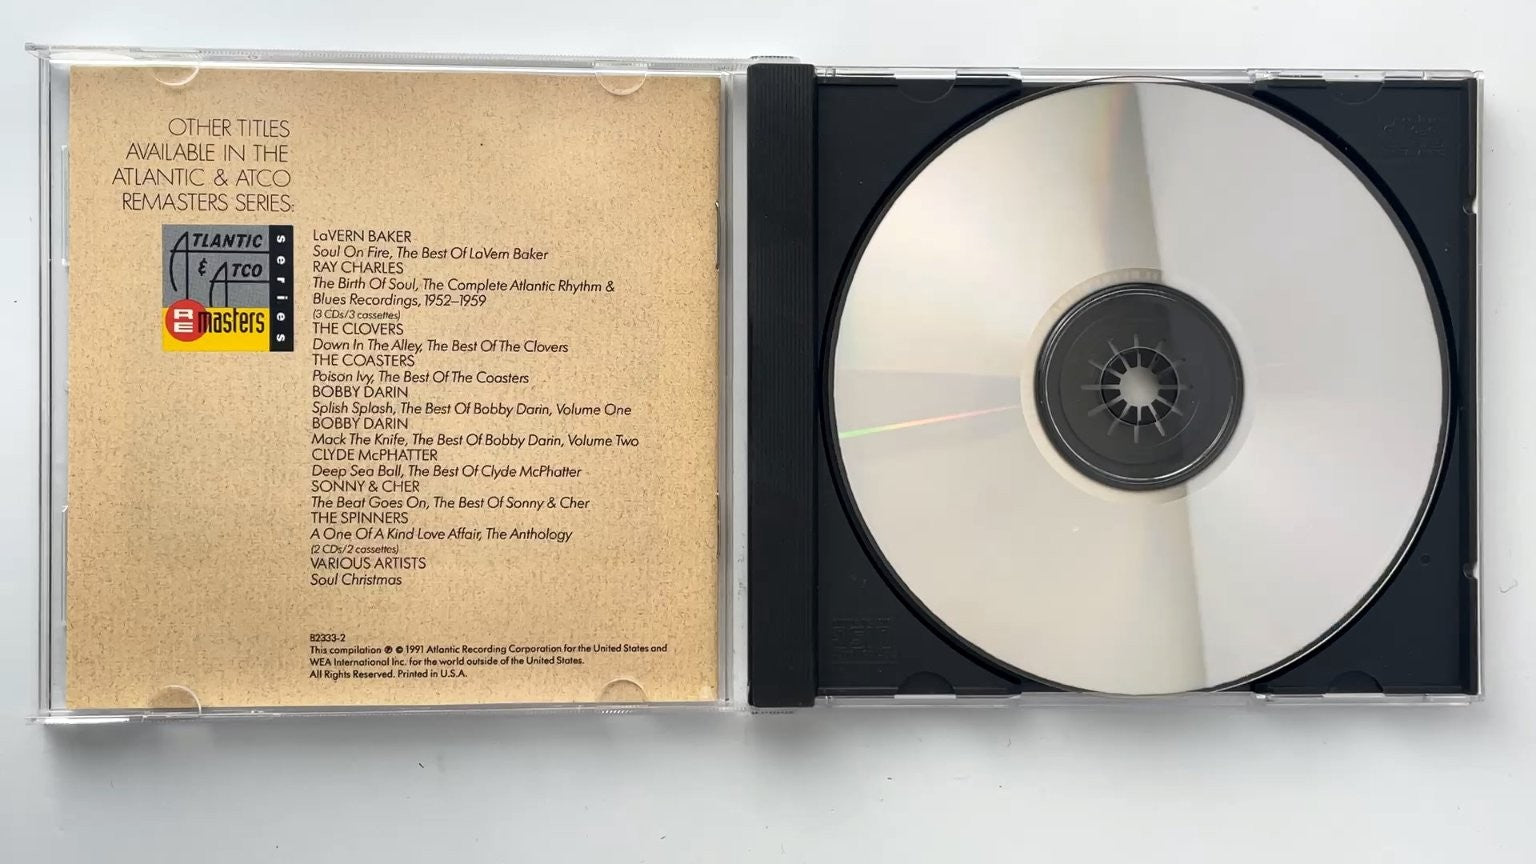 OTHER TITLES
AVAILABLE IN THE
ATLANTIC & ATCO
REMASTERS SERIES:
ATLANTIC
& ATCO
RE masters
series
LaVERN BAKER
Soul On Fire, The Best Of LaVern Baker
RAY CHARLES
The Birth Of Soul, The Complete Atlantic Rhythm &
Blues Recordings, 1952–1959
(3 CDs/3 cassettes)
THE CLOVERS
Down In The Alley, The Best Of The Clovers
THE COASTERS
Poison Ivy, The Best Of The Coasters
BOBBY DARIN
Splish Splash, The Best Of Bobby Darin, Volume One
BOBBY DARIN
Mack The Knife, The Best Of Bobby Darin, Volume Two
CLYDE McPHATTER
Deep Sea Ball, The Best Of Clyde McPhatter
SONNY & CHER
The Beat Goes On, The Best Of Sonny & Cher
THE SPINNERS
A One Of A Kind Love Affair, The Anthology
(2 CDs/2 cassettes)
VARIOUS ARTISTS
Soul Christmas
82333-2
This compilation ℗ © 1991 Atlantic Recording Corporation for the United States and
WEA International Inc. for the world outside of the United States.
All Rights Reserved. Printed in U.S.A.